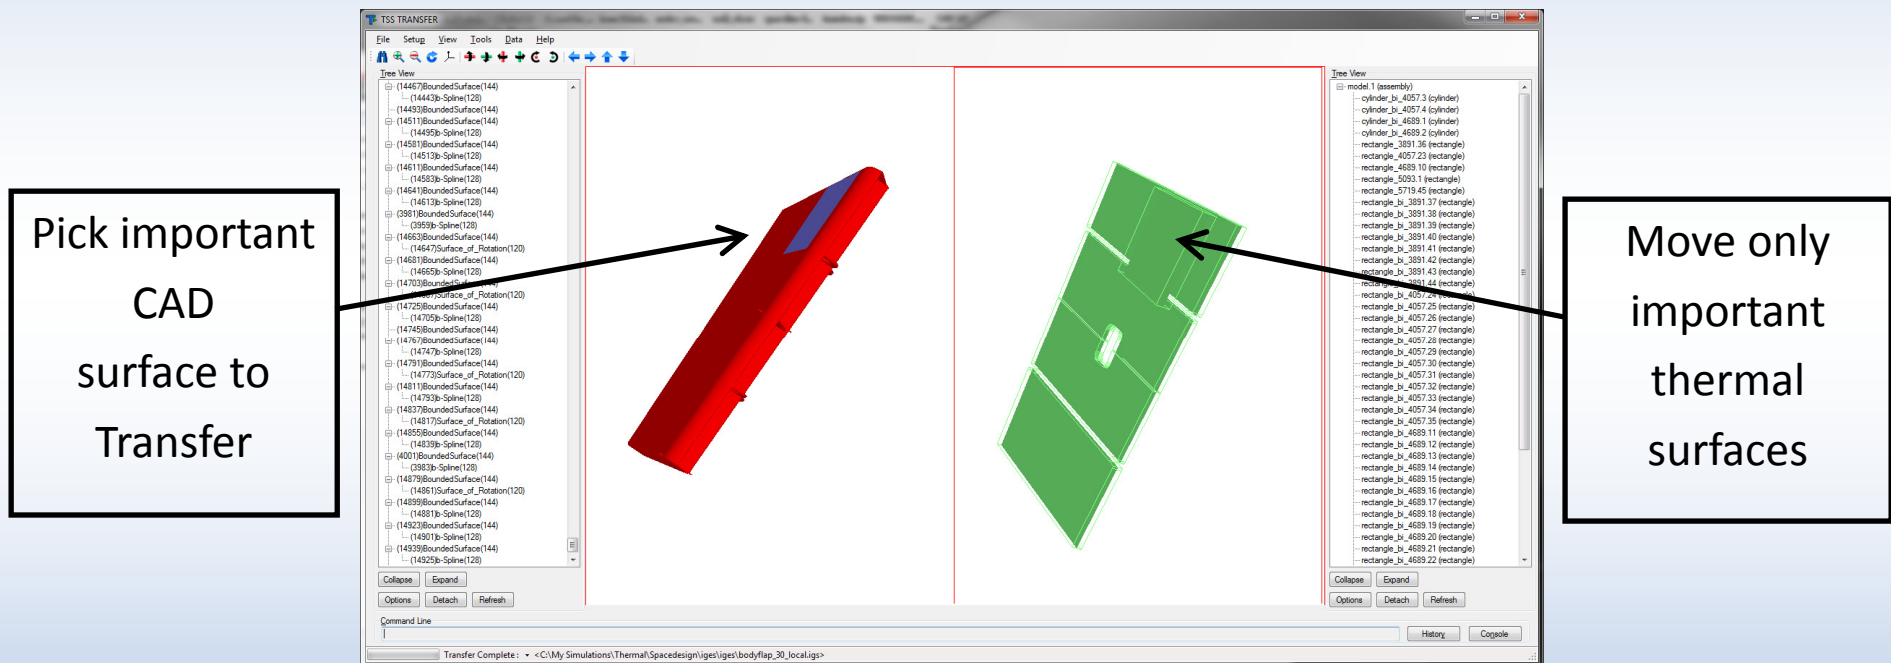 TSS TRANSFER
File Setup View Tools Data Help
Tree View
(14467)BoundedSurface(144)
(14443)b-Spline(128)
(14493)BoundedSurface(144)
(14511)BoundedSurface(144)
(14495)b-Spline(128)
(14581)BoundedSurface(144)
(14513)b-Spline(128)
(14611)BoundedSurface(144)
(14583)b-Spline(128)
(14641)BoundedSurface(144)
(14613)b-Spline(128)
(3981)BoundedSurface(144)
(3959)b-Spline(128)
(14663)BoundedSurface(144)
(14647)Surface_of_Rotation(120)
(14681)BoundedSurface(144)
(14665)b-Spline(128)
(14703)BoundedSurface(144)
Surface_of_Rotation(120)
(14725)BoundedSurface(144)
(14705)b-Spline(128)
(14745)BoundedSurface(144)
(14767)BoundedSurface(144)
(14747)b-Spline(128)
(14791)BoundedSurface(144)
(14773)Surface_of_Rotation(120)
(14811)BoundedSurface(144)
(14793)b-Spline(128)
(14837)BoundedSurface(144)
(14817)Surface_of_Rotation(120)
(14855)BoundedSurface(144)
(14839)b-Spline(128)
(4001)BoundedSurface(144)
(3983)b-Spline(128)
(14879)BoundedSurface(144)
(14861)Surface_of_Rotation(120)
(14899)BoundedSurface(144)
(14881)b-Spline(128)
(14923)BoundedSurface(144)
(14901)b-Spline(128)
(14939)BoundedSurface(144)
(14925)b-Spline(128)
Collapse Expand
Options Detach Refresh
Tree View
model.1 (assembly)
cylinder_bi_4057.3 (cylinder)
cylinder_bi_4057.4 (cylinder)
cylinder_bi_4689.1 (cylinder)
cylinder_bi_4689.2 (cylinder)
rectangle_3891.36 (rectangle)
rectangle_4057.23 (rectangle)
rectangle_4689.10 (rectangle)
rectangle_5093.1 (rectangle)
rectangle_5719.45 (rectangle)
rectangle_bi_3891.37 (rectangle)
rectangle_bi_3891.38 (rectangle)
rectangle_bi_3891.39 (rectangle)
rectangle_bi_3891.40 (rectangle)
rectangle_bi_3891.41 (rectangle)
rectangle_bi_3891.42 (rectangle)
rectangle_bi_3891.43 (rectangle)
rectangle_bi_3891.44 (rectangle)
rectangle_bi_4057.24 (rectangle)
rectangle_bi_4057.25 (rectangle)
rectangle_bi_4057.26 (rectangle)
rectangle_bi_4057.27 (rectangle)
rectangle_bi_4057.28 (rectangle)
rectangle_bi_4057.29 (rectangle)
rectangle_bi_4057.30 (rectangle)
rectangle_bi_4057.31 (rectangle)
rectangle_bi_4057.32 (rectangle)
rectangle_bi_4057.33 (rectangle)
rectangle_bi_4057.34 (rectangle)
rectangle_bi_4057.35 (rectangle)
rectangle_bi_4689.11 (rectangle)
rectangle_bi_4689.12 (rectangle)
rectangle_bi_4689.13 (rectangle)
rectangle_bi_4689.14 (rectangle)
rectangle_bi_4689.15 (rectangle)
rectangle_bi_4689.16 (rectangle)
rectangle_bi_4689.17 (rectangle)
rectangle_bi_4689.18 (rectangle)
rectangle_bi_4689.19 (rectangle)
rectangle_bi_4689.20 (rectangle)
rectangle_bi_4689.21 (rectangle)
rectangle_bi_4689.22 (rectangle)
Collapse Expand
Options Detach Refresh
Command Line
History Console
Transfer Complete : <C:\My Simulations\Thermal\Spacedesign\iges\iges\bodyflap_30_local.igs>
Pick important
CAD
surface to
Transfer
Move only
important
thermal
surfaces